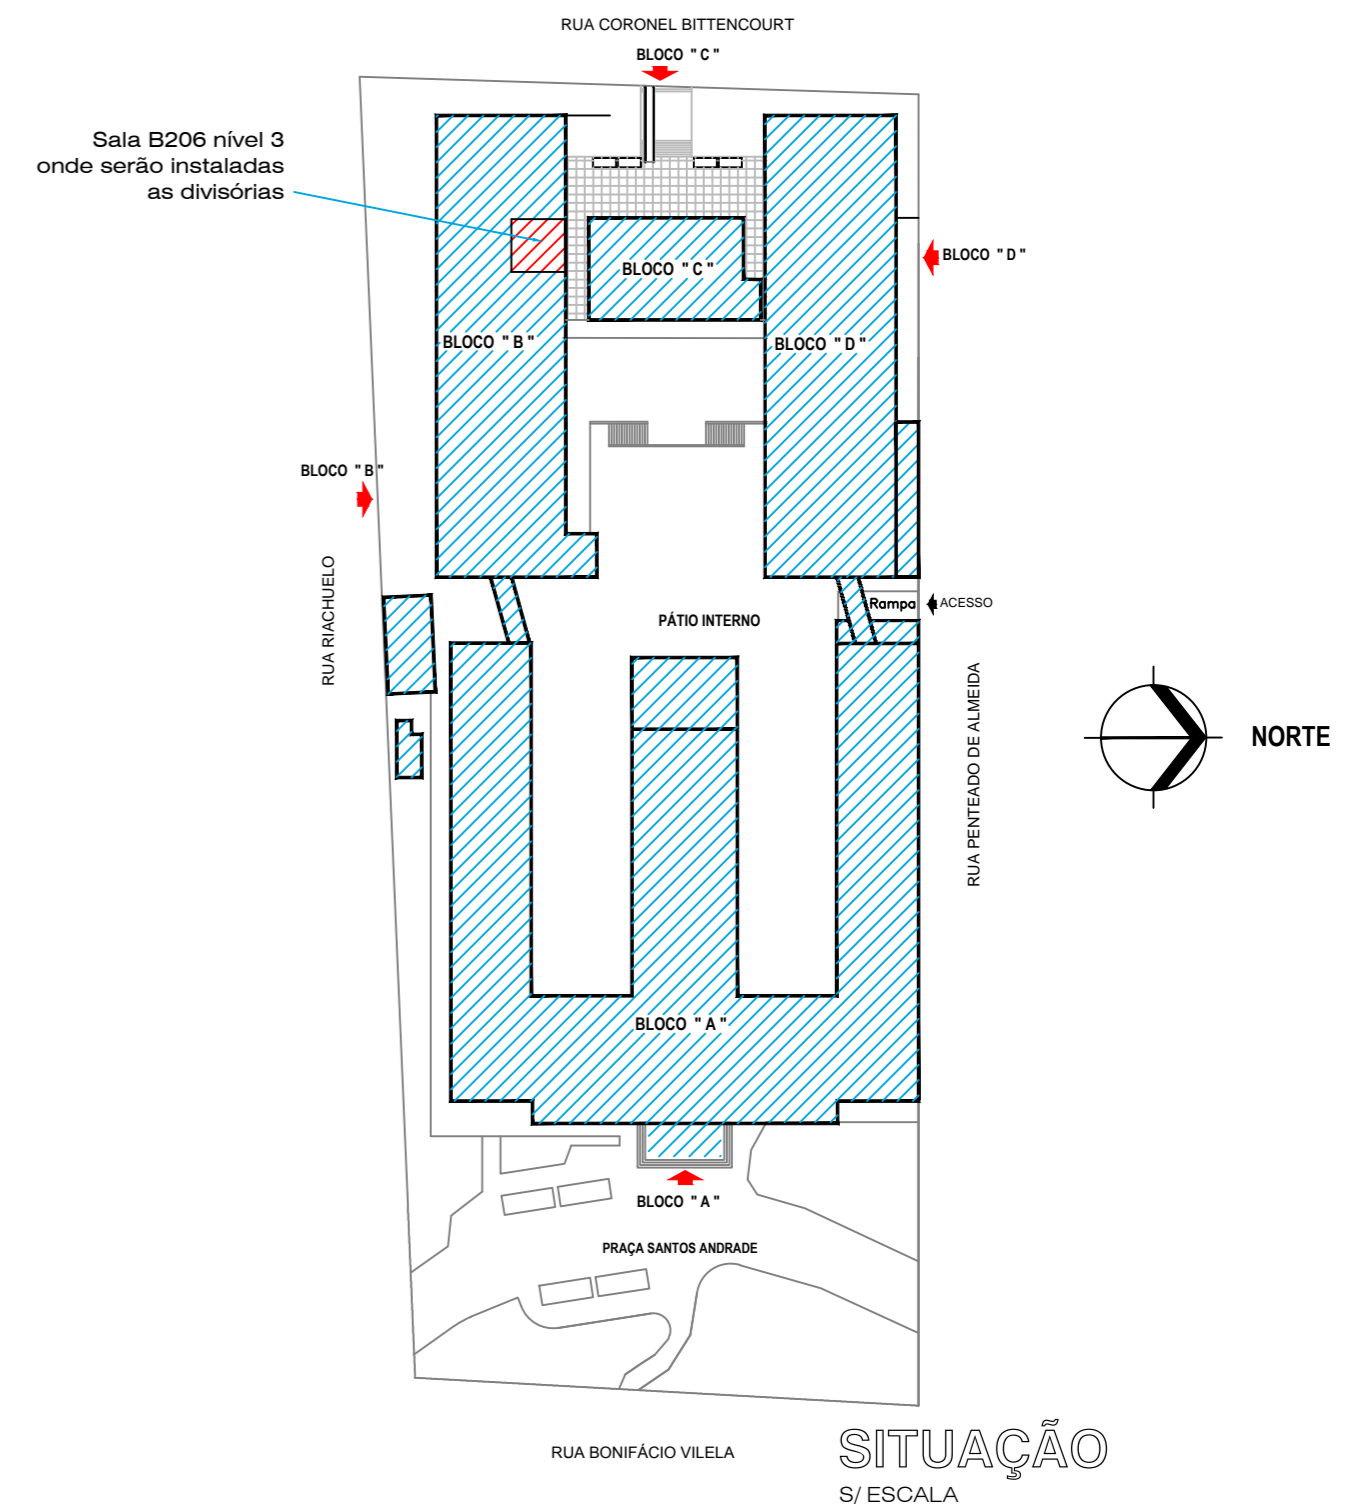 RUA CORONEL BITTENCOURT
BLOCO " C "
Sala B206 nível 3
onde serão instaladas
as divisórias
BLOCO " D "
BLOCO " C "
BLOCO " B "
BLOCO " D "
BLOCO " B "
RUA RIACHUELO
Rampa
ACESSO
PÁTIO INTERNO
RUA PENTEADO DE ALMEIDA
NORTE
BLOCO " A "
BLOCO " A "
PRAÇA SANTOS ANDRADE
RUA BONIFÁCIO VILELA
SITUAÇÃO
S/ ESCALA